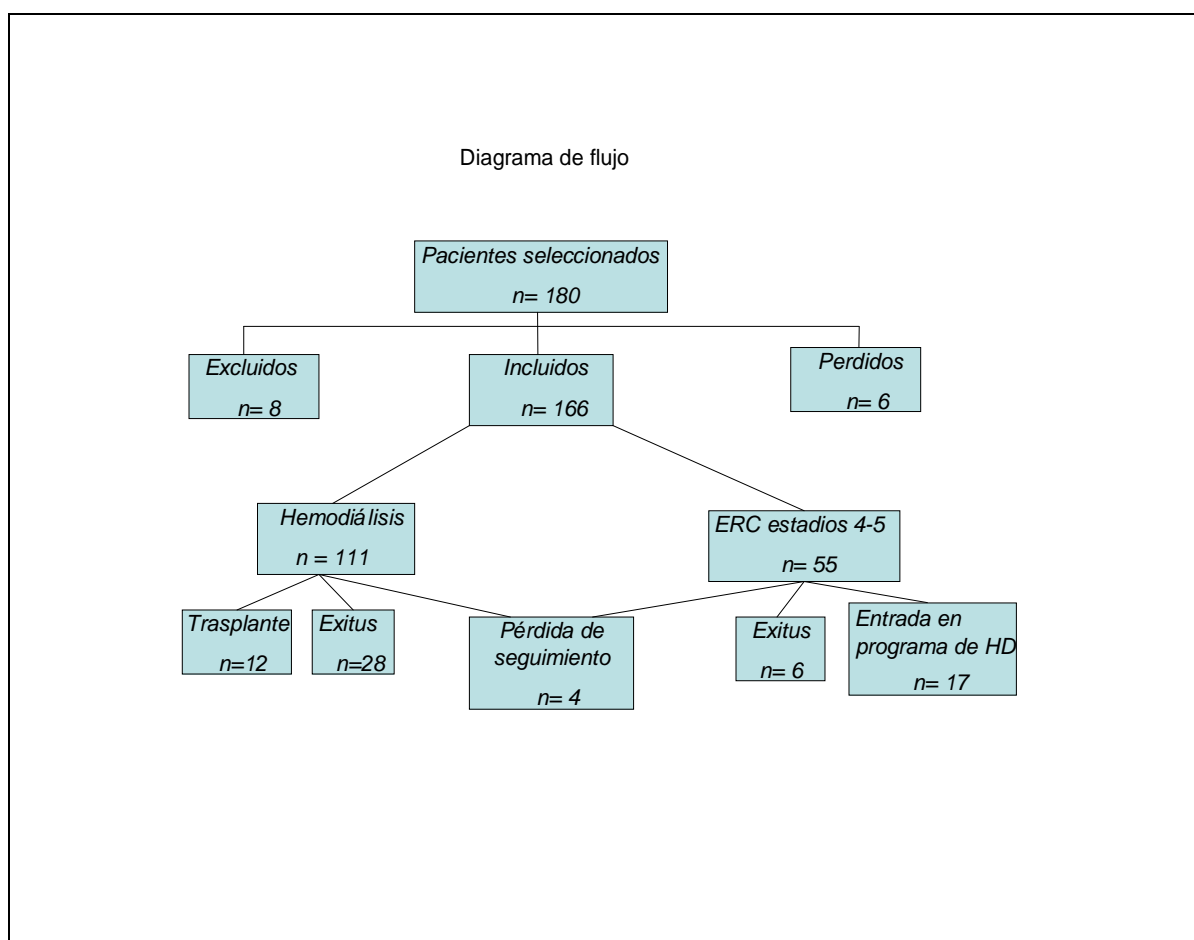 Diagrama de flujo
Pacientes seleccionados
n= 180
Excluidos
n= 8
Incluidos
n= 166
Perdidos
n= 6
Hemodiálisis
n = 111
ERC estadios 4-5
n= 55
Trasplante
n=12
Exitus
n=28
Pérdida de
seguimiento
n= 4
Exitus
n= 6
Entrada en
programa de HD
n= 17